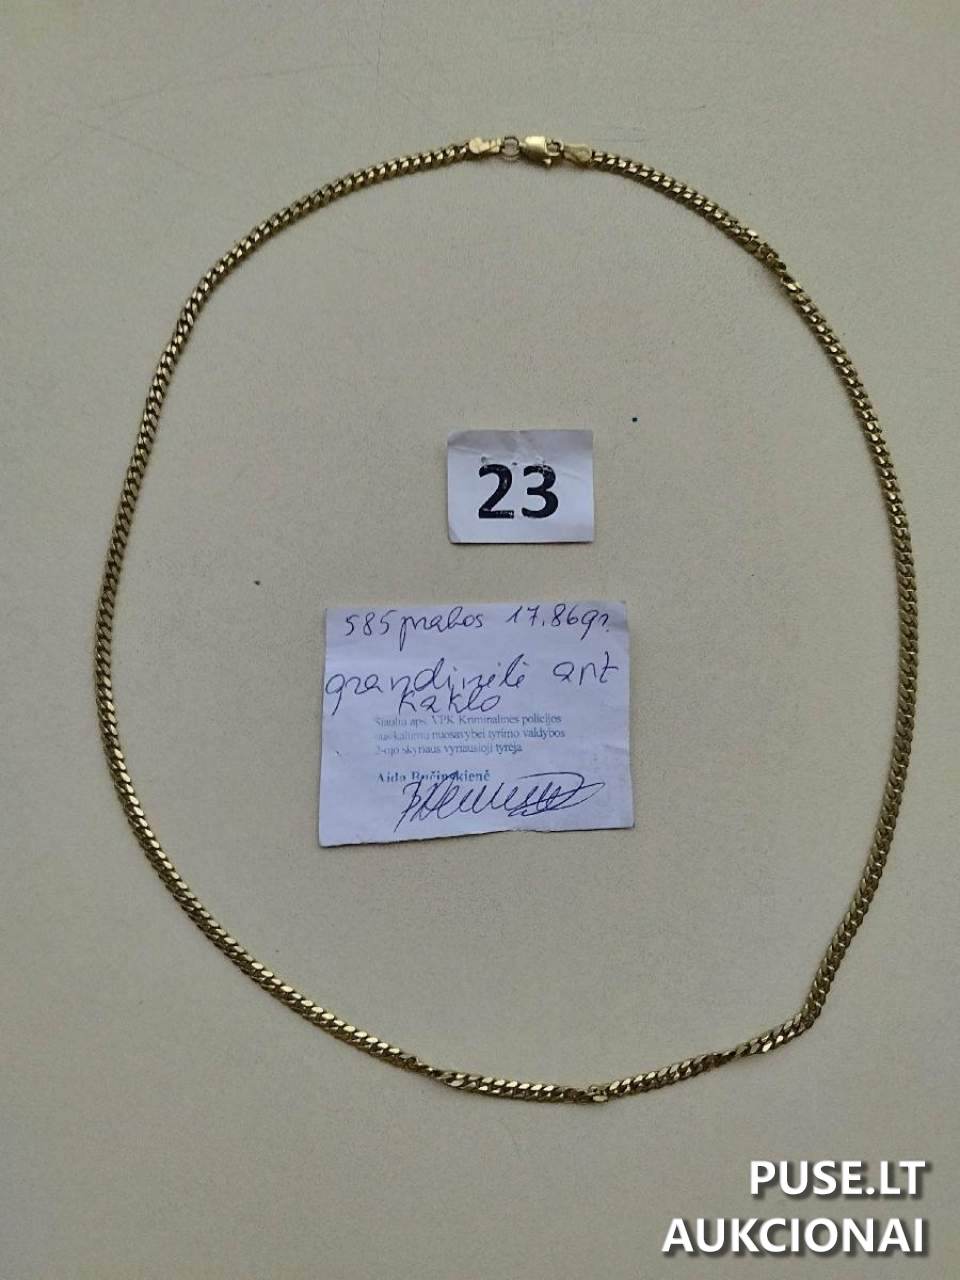 23
585 prabos 17.86gr.
grandinėlė ant
kaklo
Šiaulių aps. VPK Kriminalinės policijos
nusikaltimų nuosavybei tyrimo valdybos
2-ojo skyriaus vyriausioji tyrėja
Aida
PUSE.LT
AUKCIONAI